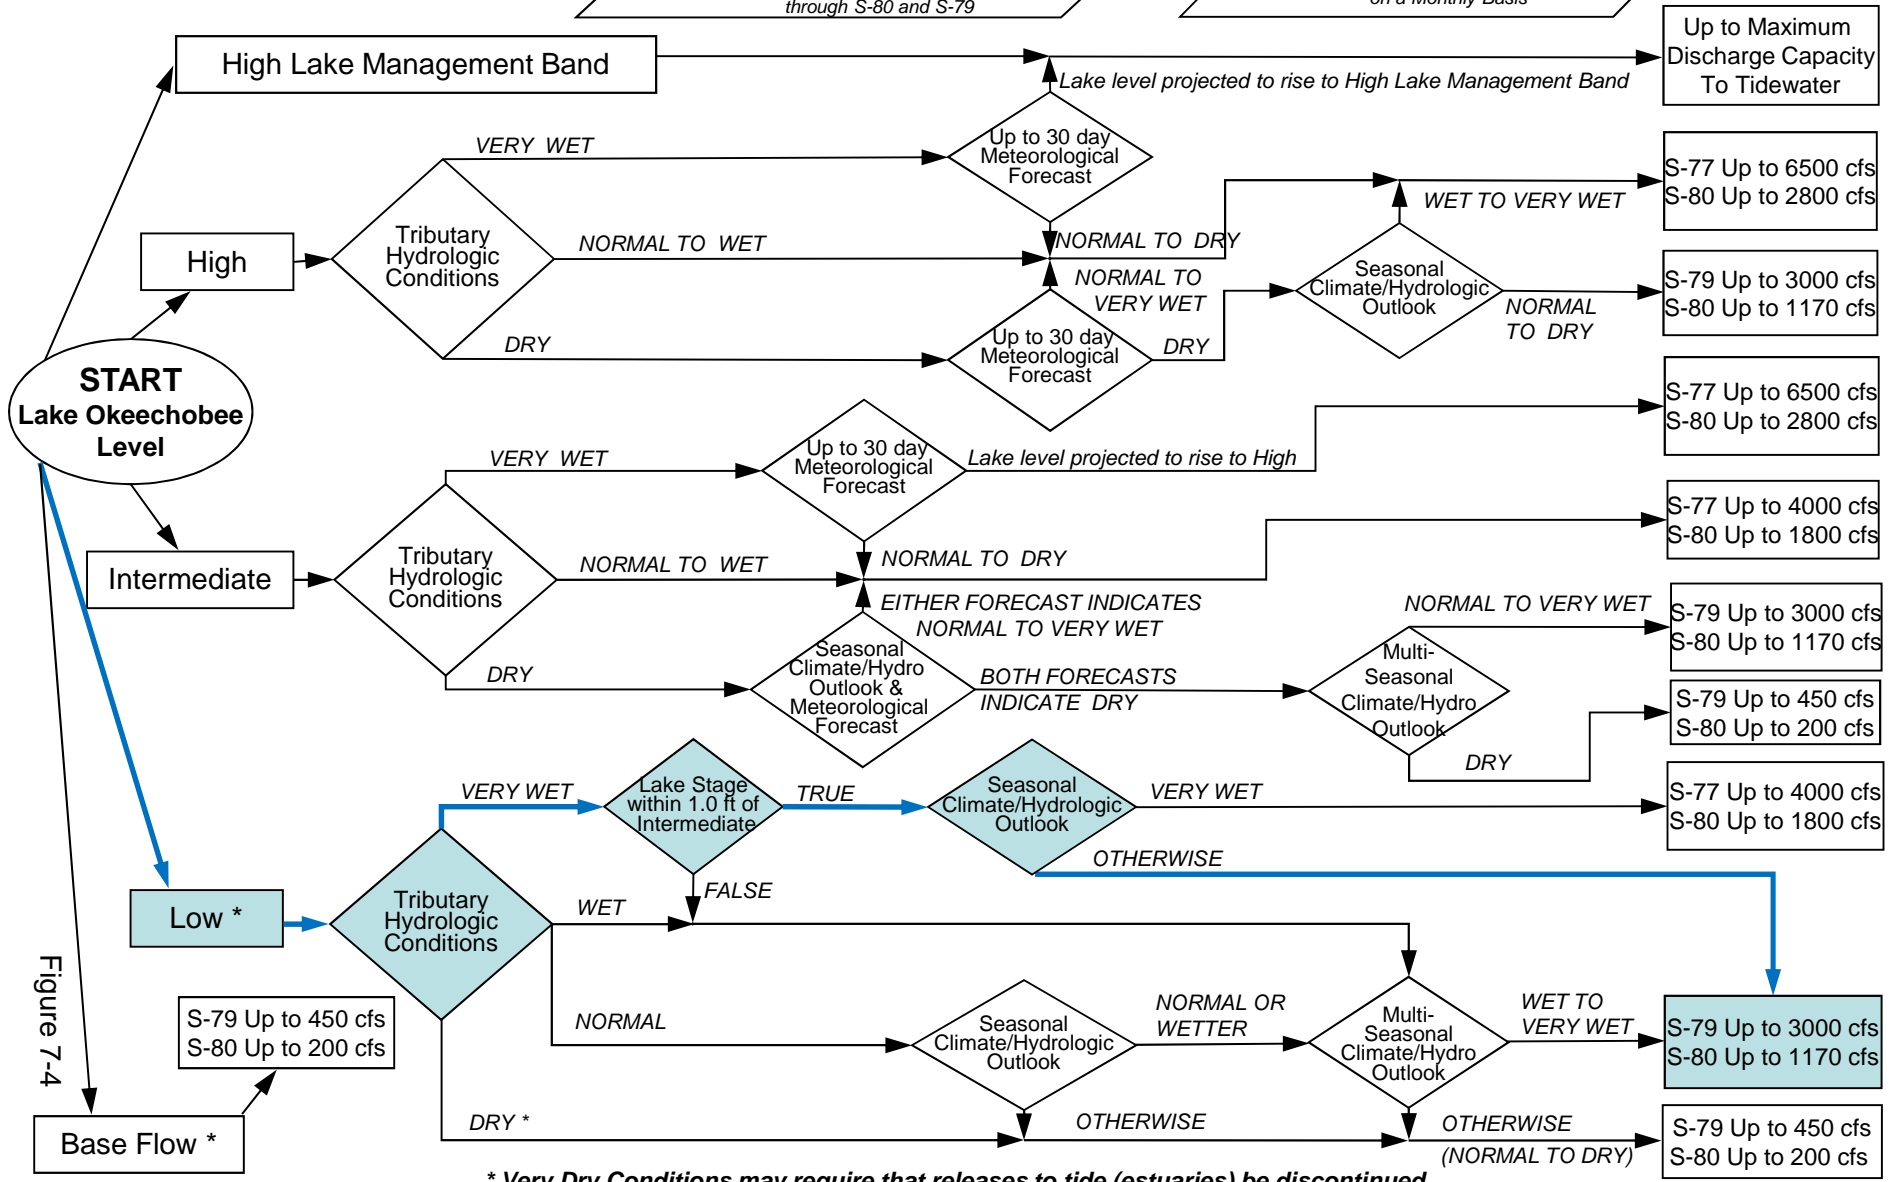 through S-80 and S-79
on a Monthly Basis
High Lake Management Band
Lake level projected to rise to High Lake Management Band
Up to Maximum
Discharge Capacity
To Tidewater
VERY WET
Up to 30 day
Meteorological
Forecast
S-77 Up to 6500 cfs
S-80 Up to 2800 cfs
WET TO VERY WET
High
Tributary
Hydrologic
Conditions
NORMAL TO WET
NORMAL TO DRY
NORMAL TO
VERY WET
Seasonal
Climate/Hydrologic
Outlook
NORMAL
TO DRY
S-79 Up to 3000 cfs
S-80 Up to 1170 cfs
DRY
Up to 30 day
Meteorological
Forecast
DRY
START
Lake Okeechobee
Level
S-77 Up to 6500 cfs
S-80 Up to 2800 cfs
VERY WET
Up to 30 day
Meteorological
Forecast
Lake level projected to rise to High
S-77 Up to 4000 cfs
S-80 Up to 1800 cfs
Intermediate
Tributary
Hydrologic
Conditions
NORMAL TO WET
NORMAL TO DRY
EITHER FORECAST INDICATES
NORMAL TO VERY WET
NORMAL TO VERY WET
S-79 Up to 3000 cfs
S-80 Up to 1170 cfs
DRY
Seasonal
Climate/Hydro
Outlook &
Meteorological
Forecast
BOTH FORECASTS
INDICATE DRY
Multi-
Seasonal
Climate/Hydro
Outlook
DRY
S-79 Up to 450 cfs
S-80 Up to 200 cfs
VERY WET
Lake Stage
within 1.0 ft of
Intermediate
TRUE
Seasonal
Climate/Hydrologic
Outlook
VERY WET
S-77 Up to 4000 cfs
S-80 Up to 1800 cfs
OTHERWISE
FALSE
Low *
Tributary
Hydrologic
Conditions
WET
NORMAL
Seasonal
Climate/Hydrologic
Outlook
NORMAL OR
WETTER
Multi-
Seasonal
Climate/Hydro
Outlook
WET TO
VERY WET
S-79 Up to 3000 cfs
S-80 Up to 1170 cfs
Figure 7-4
S-79 Up to 450 cfs
S-80 Up to 200 cfs
Base Flow *
DRY *
OTHERWISE
OTHERWISE
(NORMAL TO DRY)
S-79 Up to 450 cfs
S-80 Up to 200 cfs
* Very Dry Conditions may require that releases to tide (estuaries) be discontinued